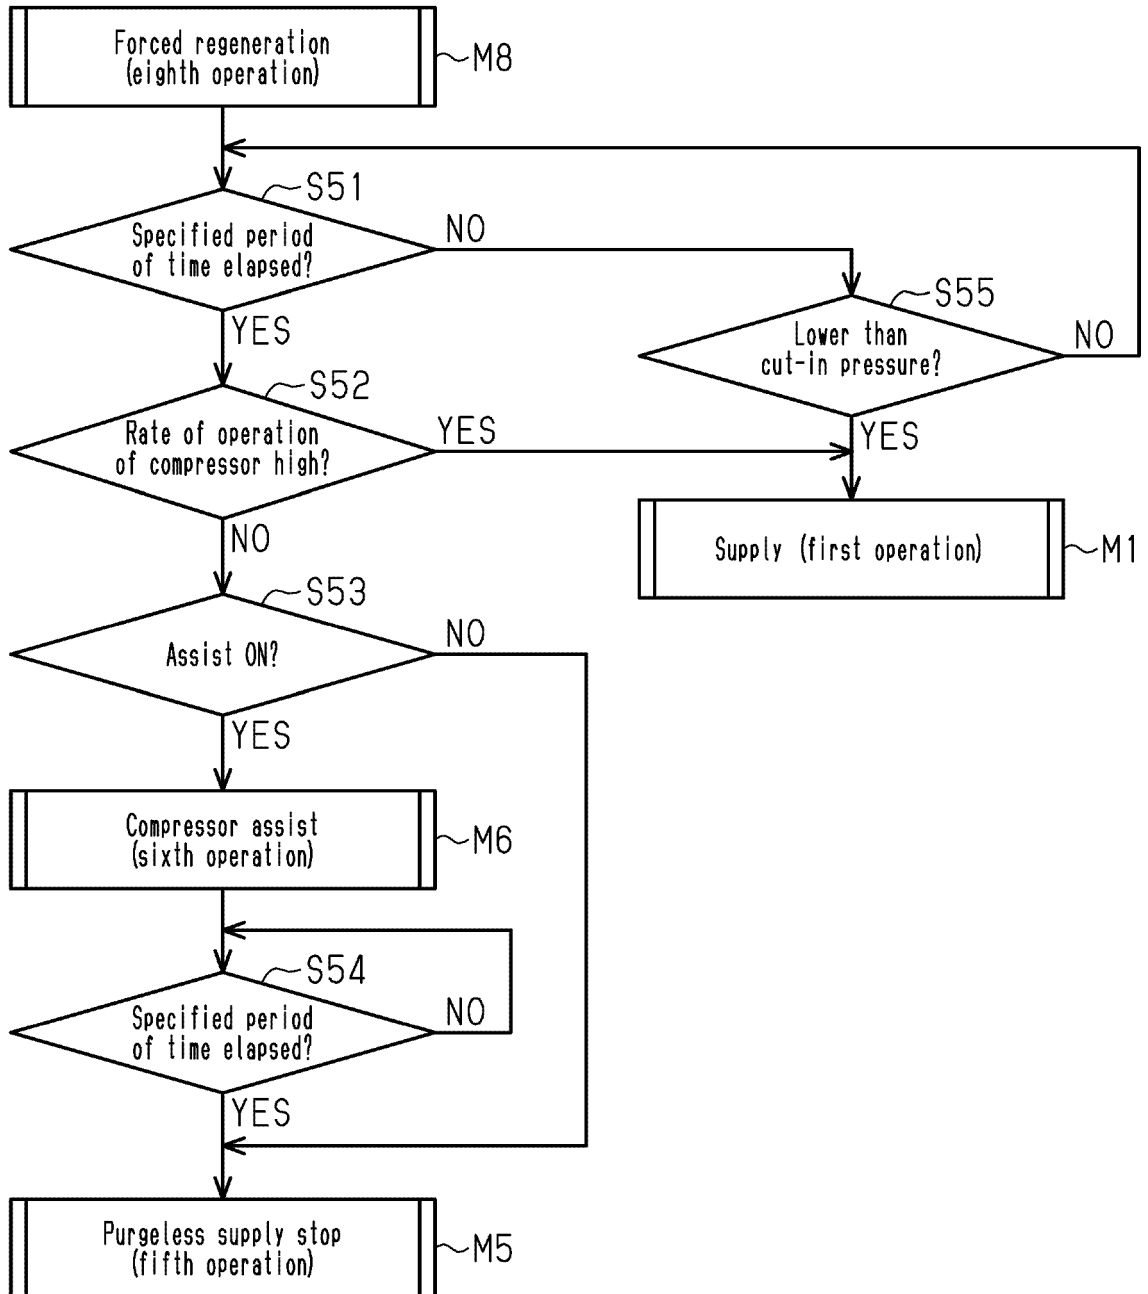 Forced regeneration
(eighth operation)
M8
S51
Specified period
of time elapsed?
NO
YES
S55
Lower than
cut-in pressure?
NO
YES
S52
Rate of operation
of compressor high?
YES
NO
Supply (first operation)
M1
S53
Assist ON?
NO
YES
Compressor assist
(sixth operation)
M6
S54
Specified period
of time elapsed?
NO
YES
Purgeless supply stop
(fifth operation)
M5